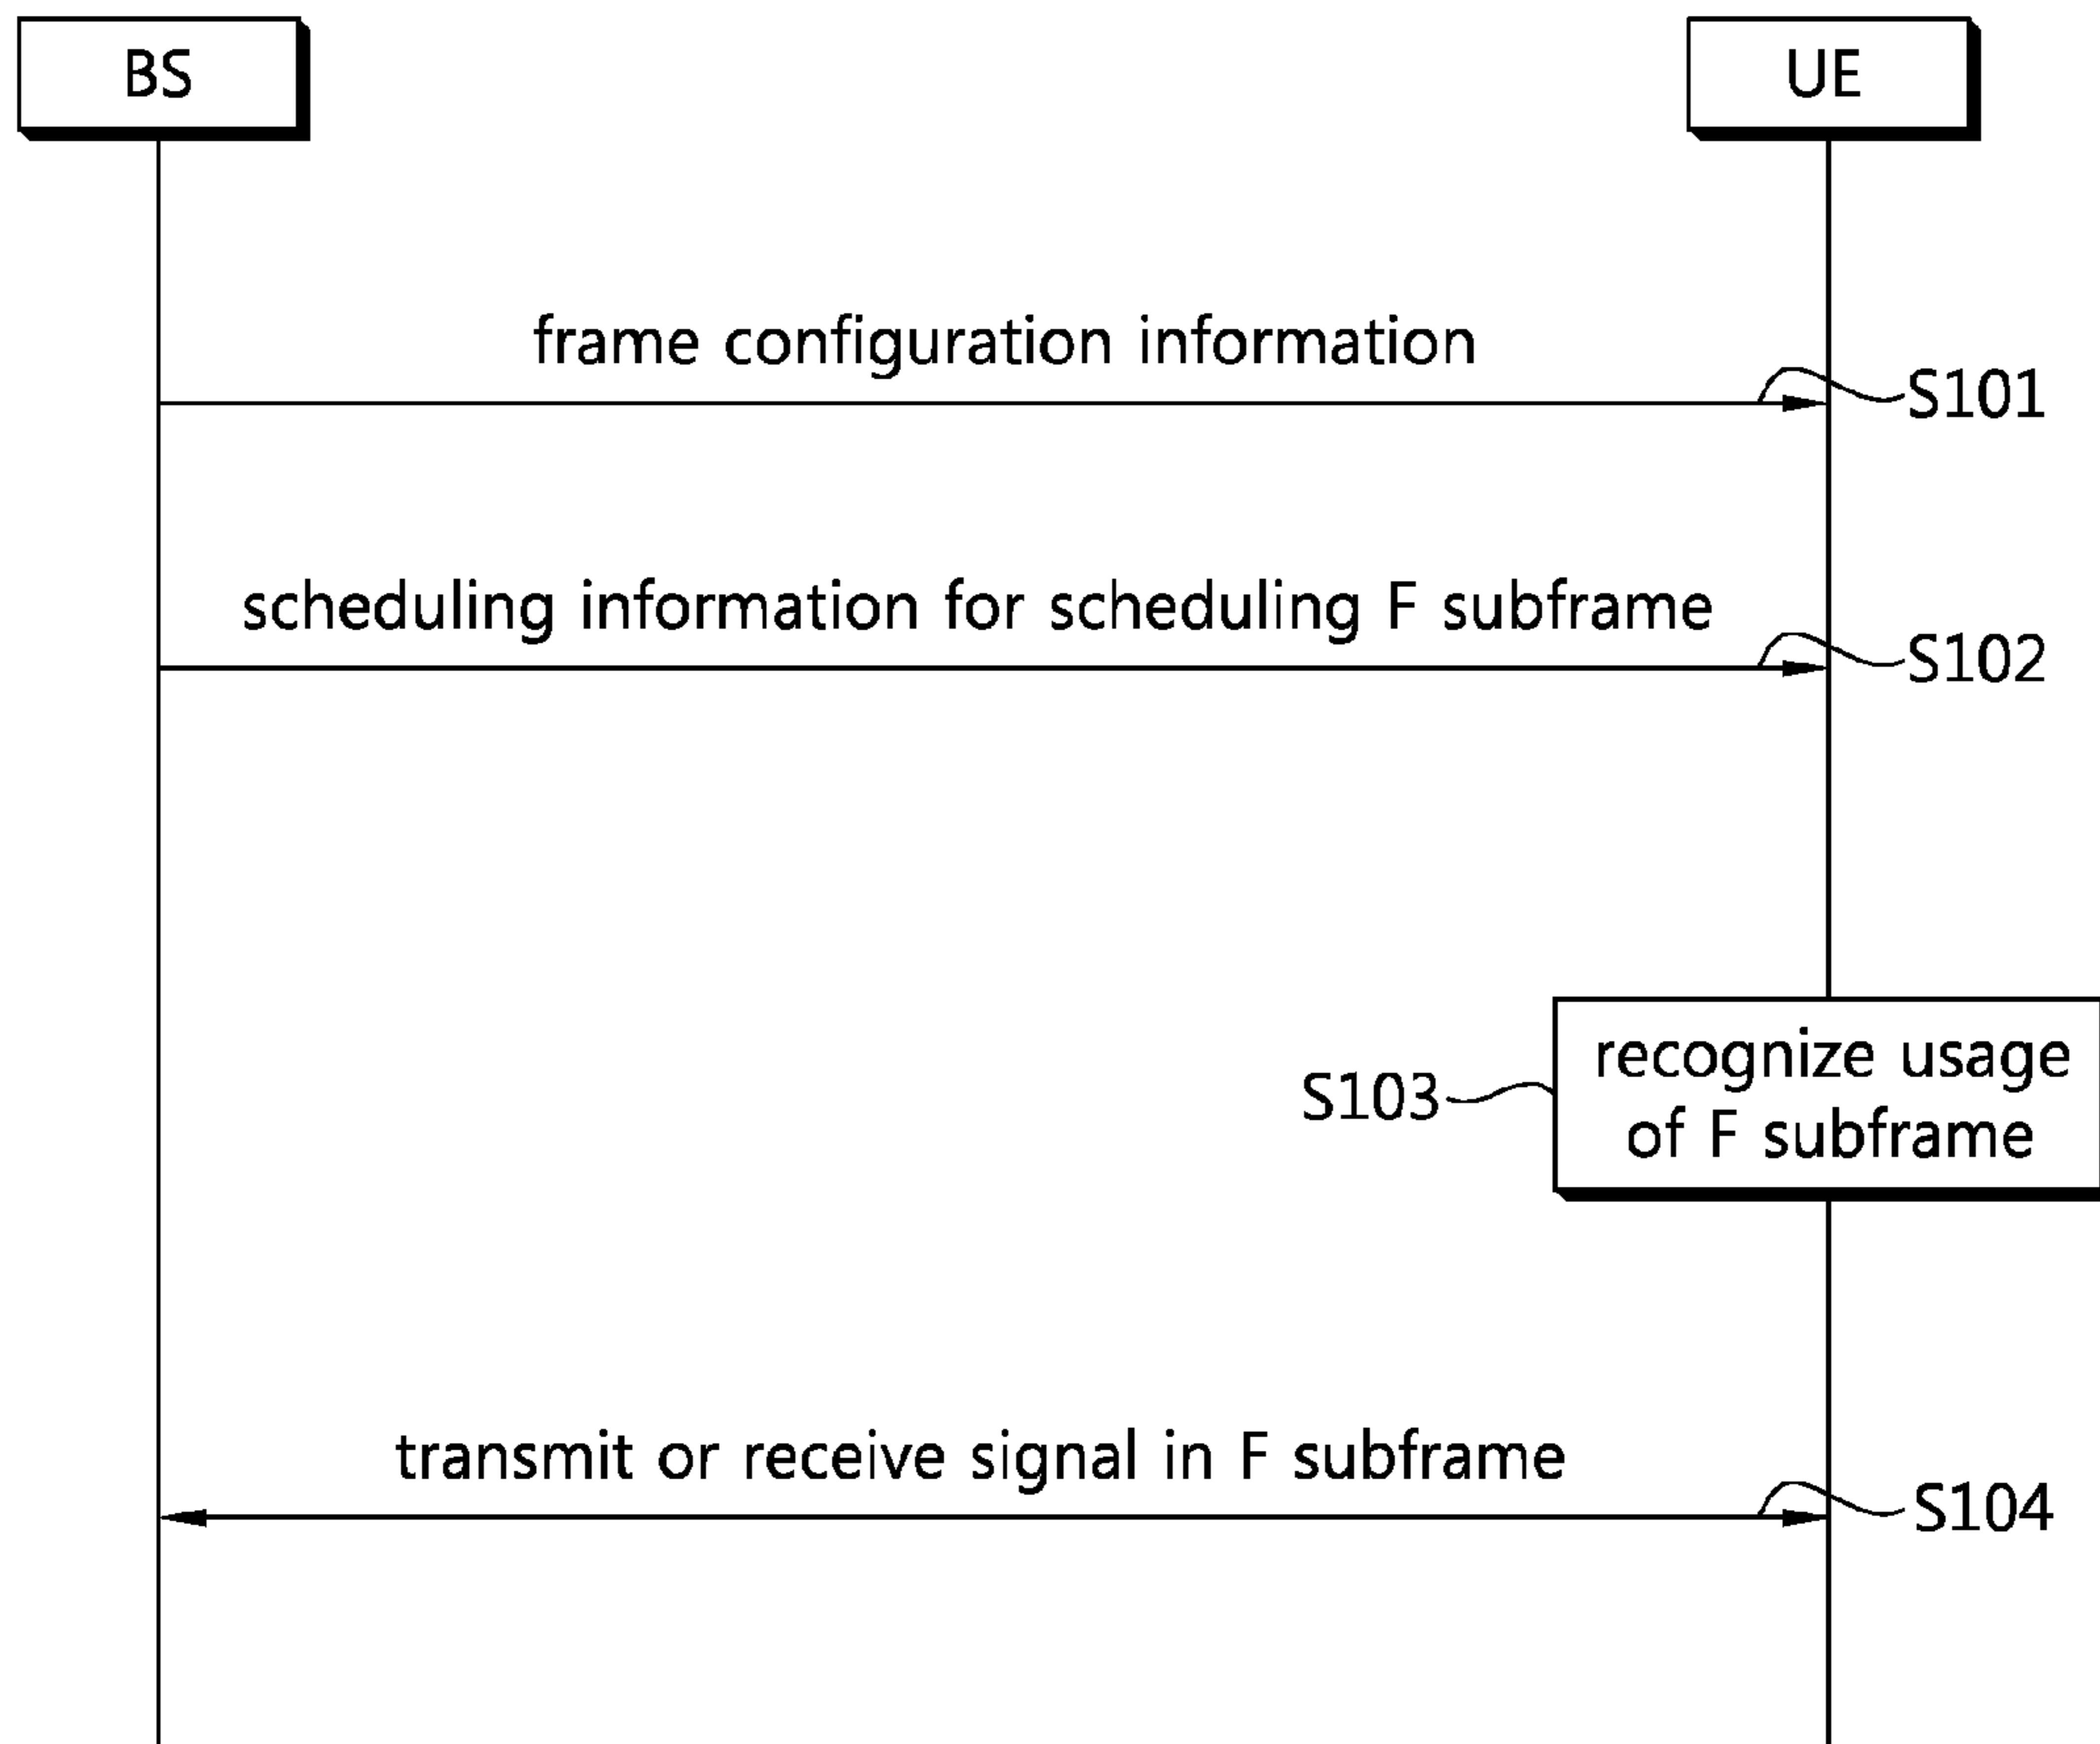 BS
UE
frame configuration information
S101
scheduling information for scheduling F subframe
S102
recognize usage
S103
of F subframe
transmit or receive signal in F subframe
S104